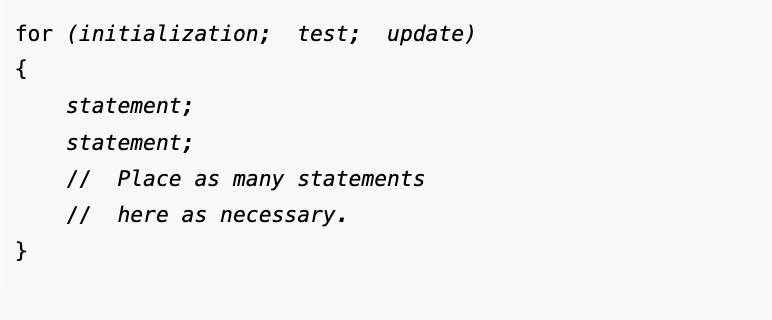 for (initialization;  test;  update)
{
    statement;
    statement;
    //  Place as many statements
    //  here as necessary.
}